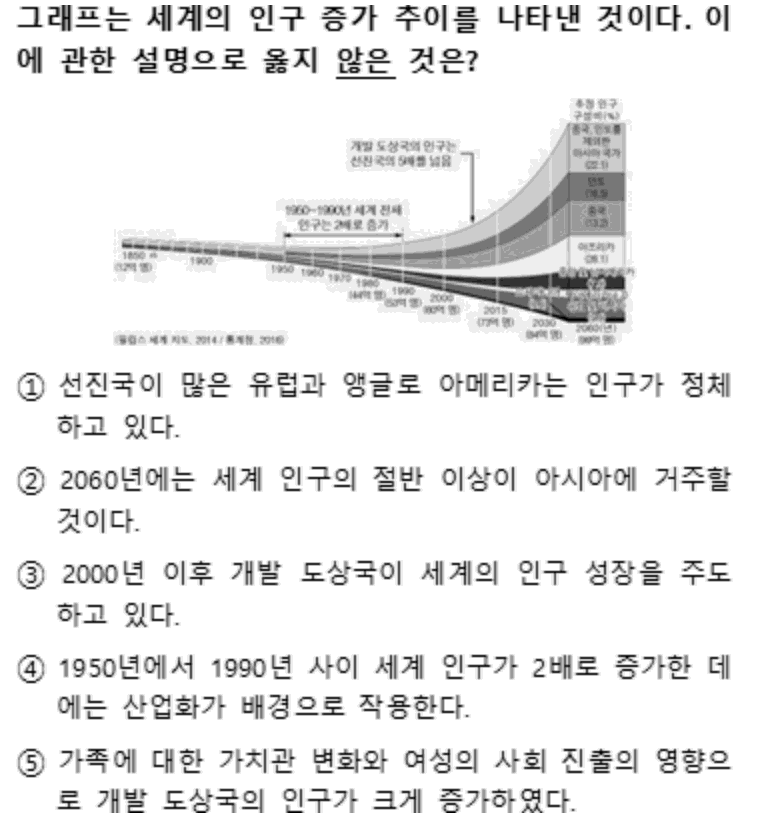 그래프는 세계의 인구 증가 추이를 나타낸 것이다. 이
에 관한 설명으로 옳지 않은 것은?
추정 인구
구성비(%)
중국, 인도를
제외한
아시아 국가
(22.1)
개발 도상국의 인구는
선진국의 5배를 넘음
인도
중국
(13.2)
1950~1990년 세계 전체
인구는 2배로 증가
아프리카
(28.1)
1850
(12억 명)
1900
1950 1960 1970 1980 1990 2000 2015 2030 2060(년)
(44억 명) (53억 명) (60억 명) (73억 명) (84억 명)
(필립스 세계 지도, 2014 / 통계청, 2016)
① 선진국이 많은 유럽과 앵글로 아메리카는 인구가 정체
하고 있다.
② 2060년에는 세계 인구의 절반 이상이 아시아에 거주할
것이다.
③ 2000년 이후 개발 도상국이 세계의 인구 성장을 주도
하고 있다.
④ 1950년에서 1990년 사이 세계 인구가 2배로 증가한 데
에는 산업화가 배경으로 작용한다.
⑤ 가족에 대한 가치관 변화와 여성의 사회 진출의 영향으
로 개발 도상국의 인구가 크게 증가하였다.